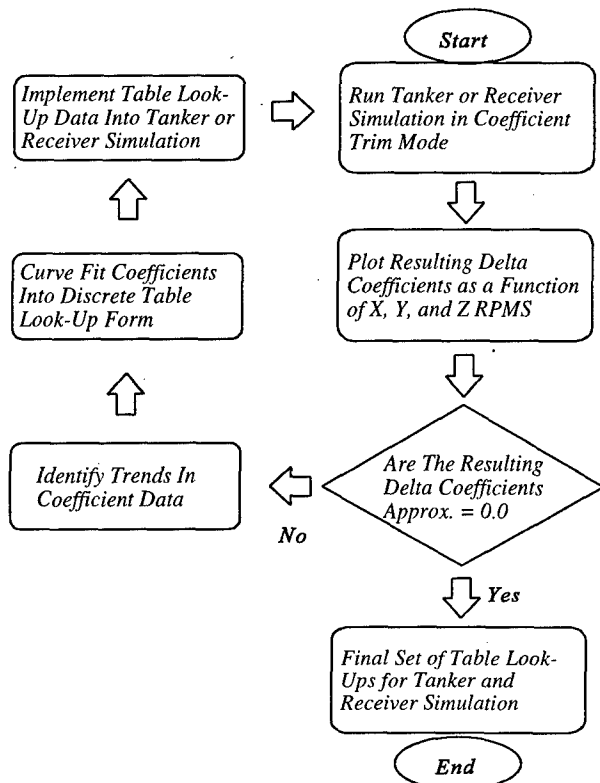 Start
Run Tanker or Receiver
Simulation in Coefficient
Trim Mode
Plot Resulting Delta
Coefficients as a Function
of X, Y, and Z RPMS
Are The Resulting
Delta Coefficients
Approx. = 0.0
No
Identify Trends In
Coefficient Data
Curve Fit Coefficients
Into Discrete Table
Look-Up Form
Implement Table Look-
Up Data Into Tanker or
Receiver Simulation
Yes
Final Set of Table Look-
Ups for Tanker and
Receiver Simulation
End